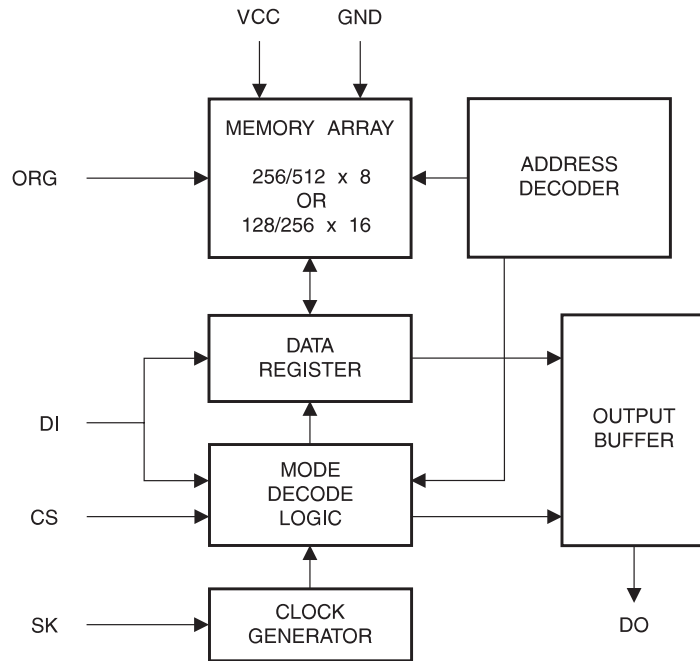 VCC
GND
MEMORY ARRAY
256/512 x 8
OR
128/256 x 16
ADDRESS
DECODER
ORG
DATA
REGISTER
DI
OUTPUT
BUFFER
MODE
DECODE
LOGIC
CS
CLOCK
GENERATOR
SK
DO